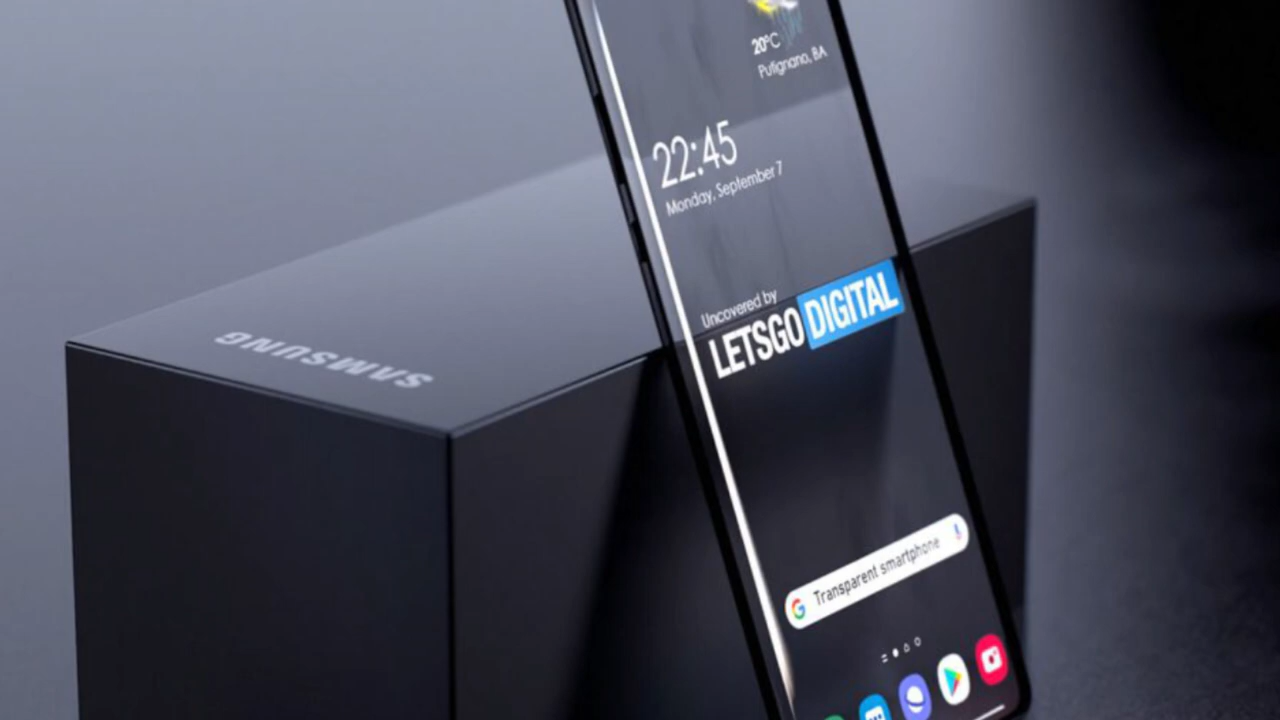 20°C
Putignano, BA
22:45
Monday, September 7
Uncovered by
LETSGO DIGITAL
SAMSUNG
Transparent smartphone